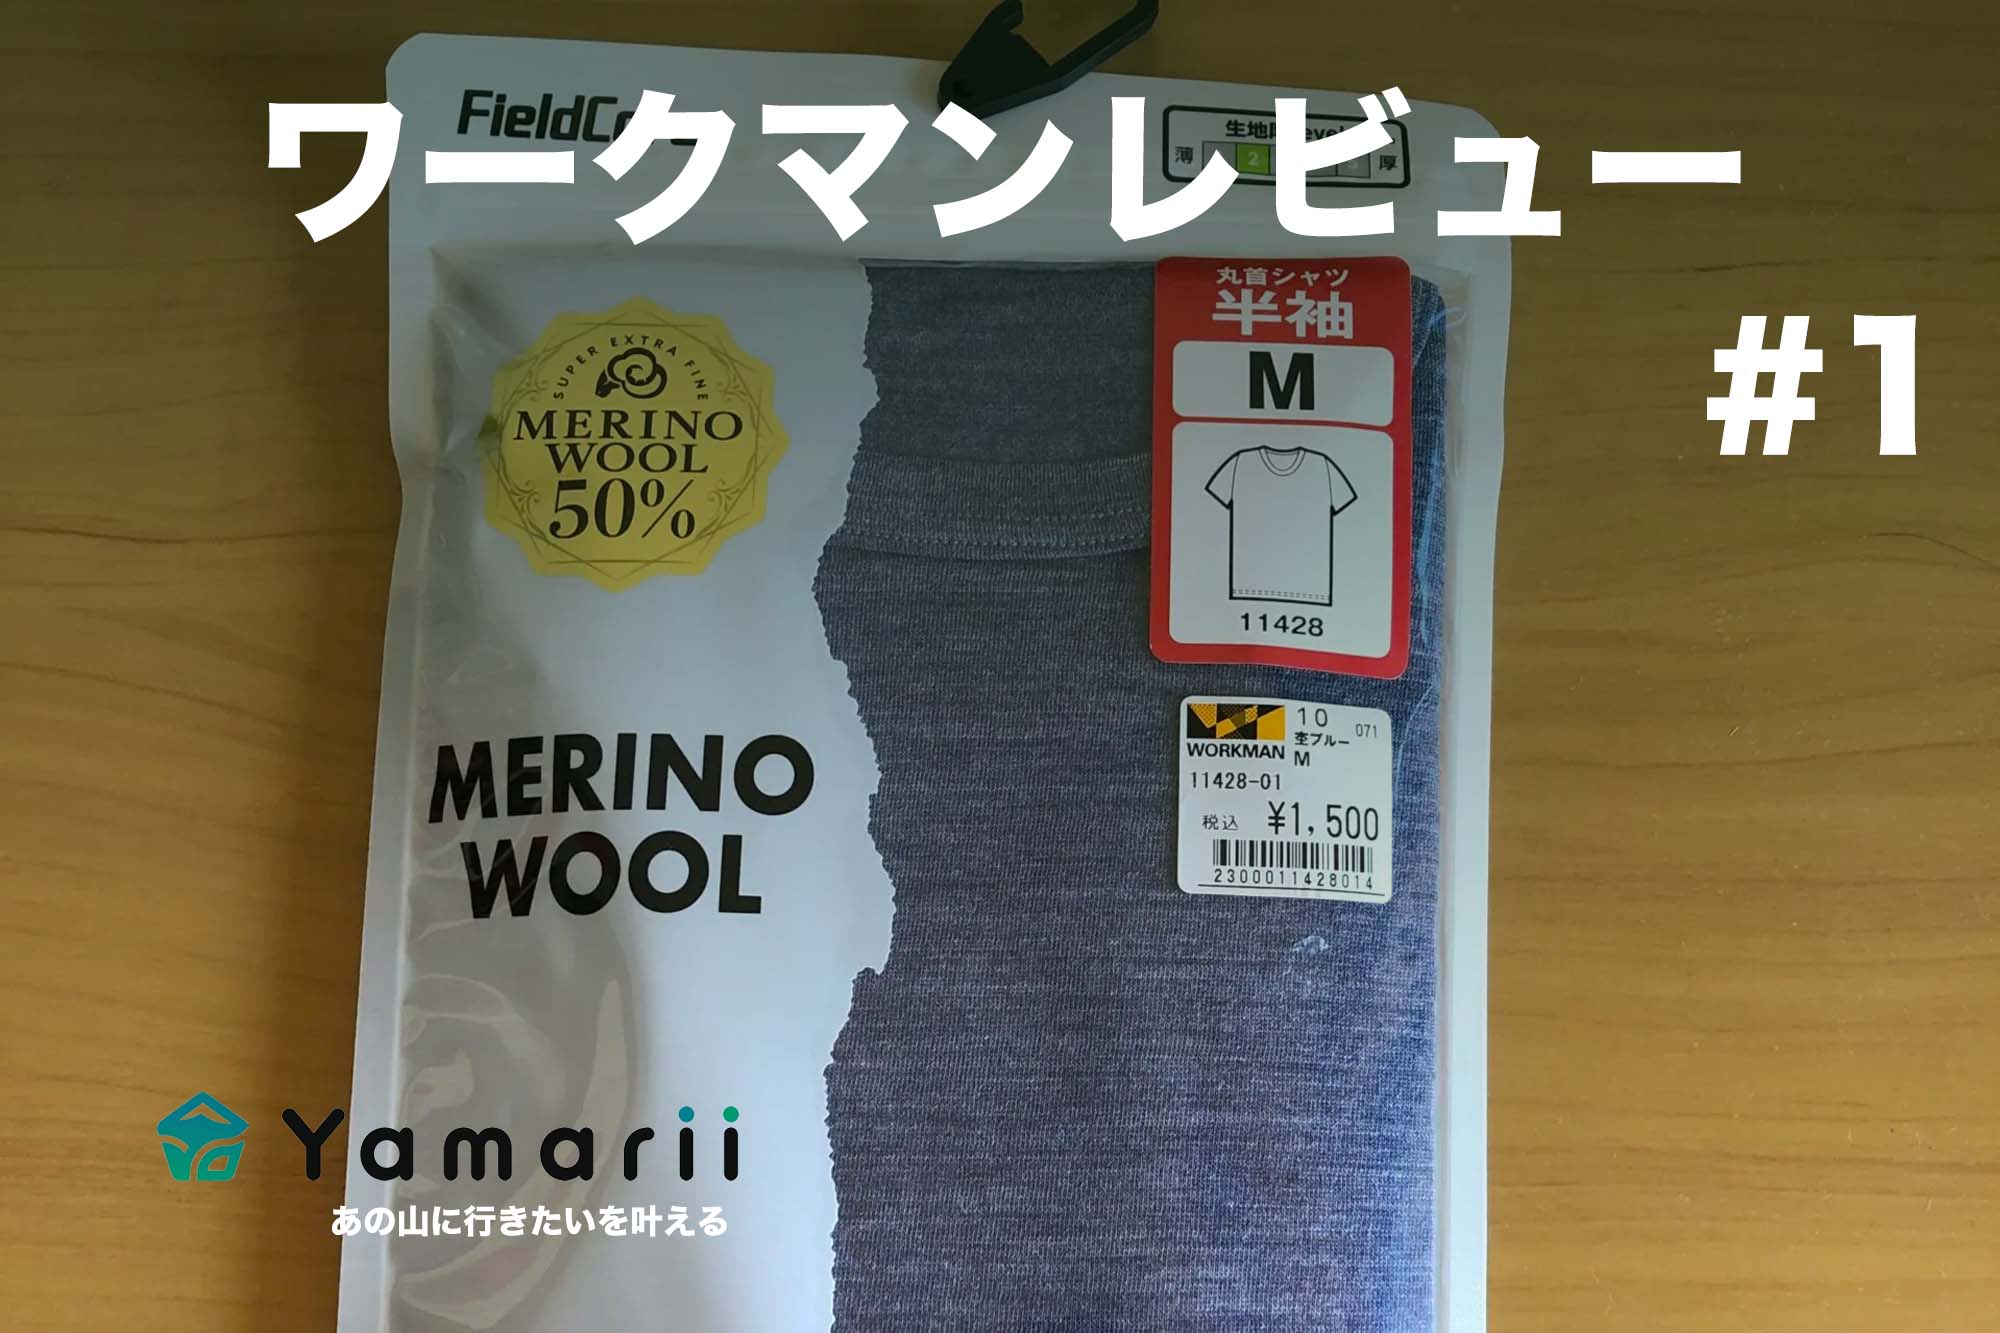 ワークマンレビュー
#1
生地
薄
2
厚
SUPER EXTRA FINE
MERINO
WOOL
50%
丸首シャツ
半袖
M
11428
WORKMAN
10
071
杢ブルー
M
11428-01
税込 ¥1,500
2300011428014
MERINO
WOOL
Yamarii
あの山に行きたいを叶える